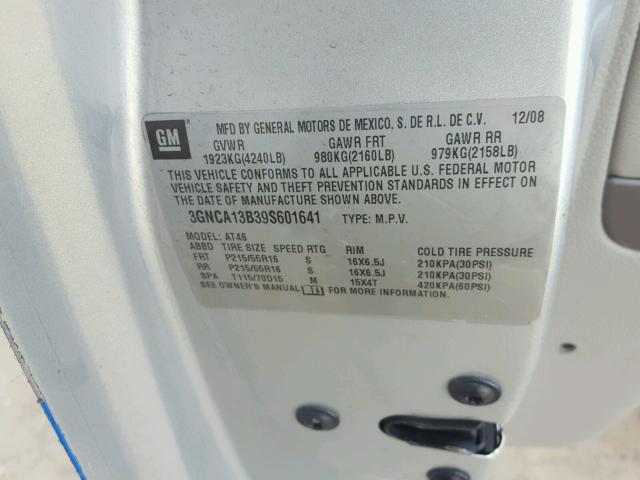 GM
MFD BY GENERAL MOTORS DE MEXICO, S. DE R.L. DE C.V. 12/08
GVWR GAWR FRT GAWR RR
1923KG(4240LB) 980KG(2160LB) 979KG(2158LB)
THIS VEHICLE CONFORMS TO ALL APPLICABLE U.S. FEDERAL MOTOR
VEHICLE SAFETY AND THEFT PREVENTION STANDARDS IN EFFECT ON
THE DATE OF MANUFACTURE SHOWN ABOVE.
3GNCA13B39S601641 TYPE: M.P.V.
MODEL: AT46
ABBD TIRE SIZE SPEED RTG RIM COLD TIRE PRESSURE
FRT P215/55R16 S 16X6.5J 210KPA(30PSI)
RR P215/55R16 S 16X6.5J 210KPA(30PSI)
SPA T115/70D15 M 15X4T 420KPA(60PSI)
SEE OWNER'S MANUAL FOR MORE INFORMATION.